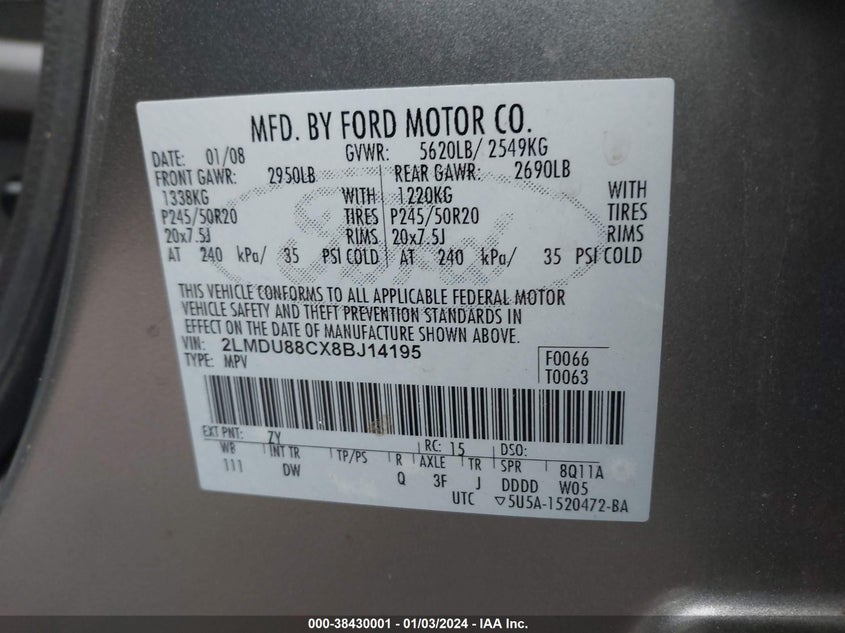 MFD. BY FORD MOTOR CO.
DATE: 01/08 GVWR: 5620LB/ 2549KG
FRONT GAWR: 2950LB REAR GAWR: 2690LB
1338KG WITH 1220KG WITH
P245/50R20 TIRES P245/50R20 TIRES
20x7.5J RIMS 20x7.5J RIMS
AT 240 kPa/ 35 PSI COLD AT 240 kPa/ 35 PSI COLD
Ford
THIS VEHICLE CONFORMS TO ALL APPLICABLE FEDERAL MOTOR
VEHICLE SAFETY AND THEFT PREVENTION STANDARDS IN
EFFECT ON THE DATE OF MANUFACTURE SHOWN ABOVE.
VIN: 2LMDU88CX8BJ14195 F0066
TYPE: MPV T0063
EXT PNT: ZY RC: 15 DSO:
WB INT TR TP/PS R AXLE TR SPR 8Q11A
111 DW Q 3F J DDDD W05
UTC ▽5U5A-1520472-BA
000-38430001 - 01/03/2024 - IAA Inc.